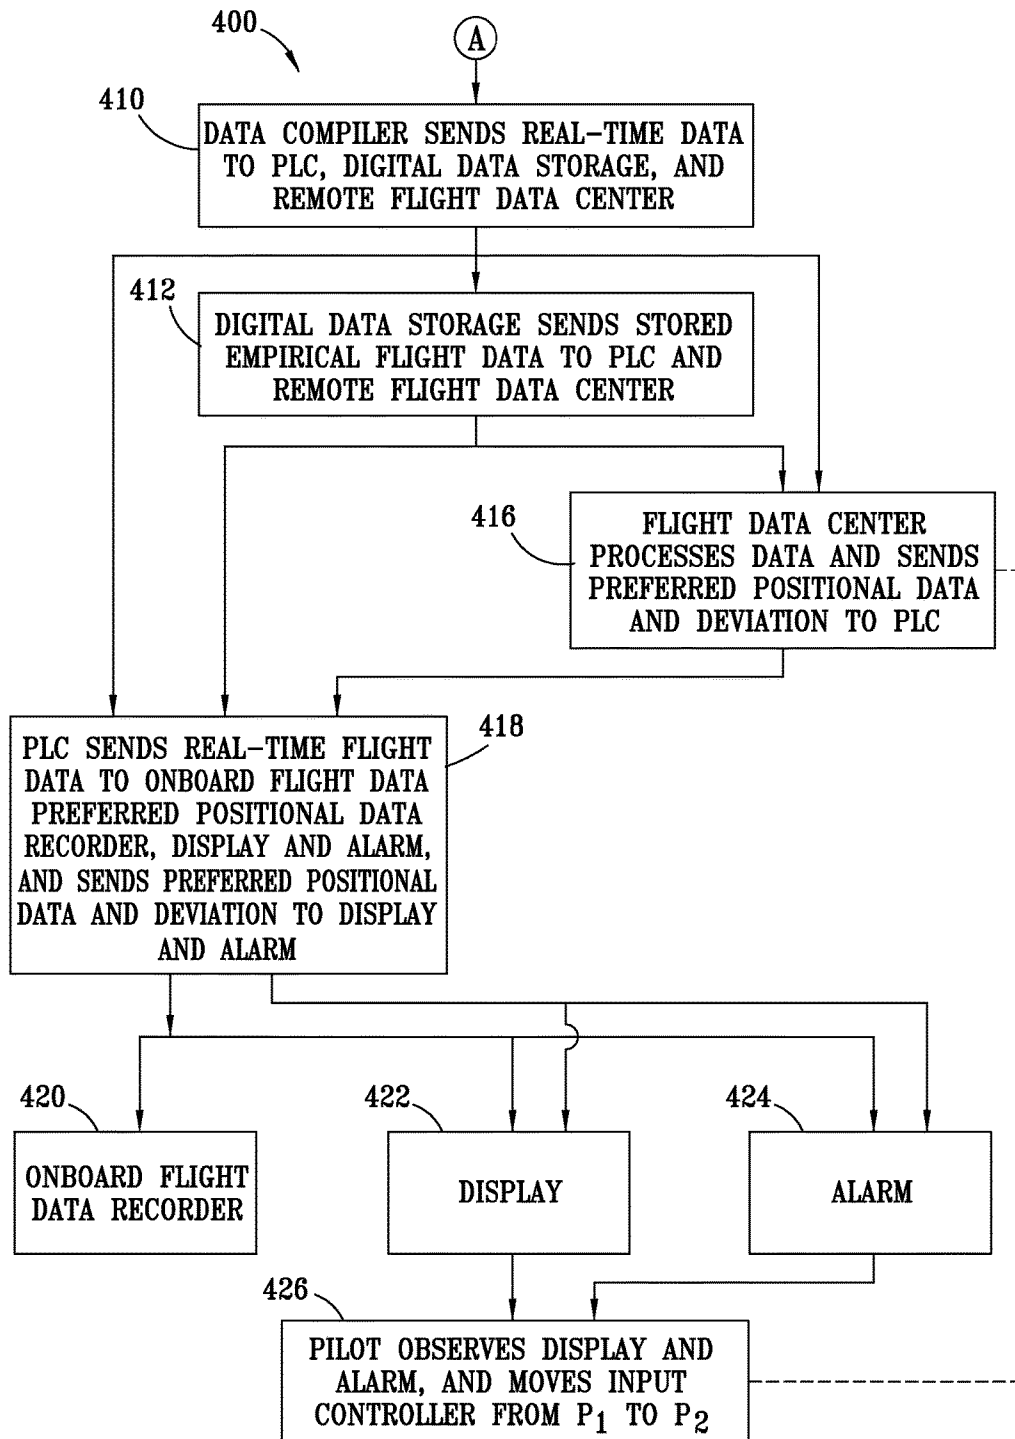 400
A
410
DATA COMPILER SENDS REAL-TIME DATA
TO PLC, DIGITAL DATA STORAGE, AND
REMOTE FLIGHT DATA CENTER
412
DIGITAL DATA STORAGE SENDS STORED
EMPIRICAL FLIGHT DATA TO PLC AND
REMOTE FLIGHT DATA CENTER
416
FLIGHT DATA CENTER
PROCESSES DATA AND SENDS
PREFERRED POSITIONAL DATA
AND DEVIATION TO PLC
418
PLC SENDS REAL-TIME FLIGHT
DATA TO ONBOARD FLIGHT DATA
PREFERRED POSITIONAL DATA
RECORDER, DISPLAY AND ALARM,
AND SENDS PREFERRED POSITIONAL
DATA AND DEVIATION TO DISPLAY
AND ALARM
420
ONBOARD FLIGHT
DATA RECORDER
422
DISPLAY
424
ALARM
426
PILOT OBSERVES DISPLAY AND
ALARM, AND MOVES INPUT
CONTROLLER FROM P1 TO P2